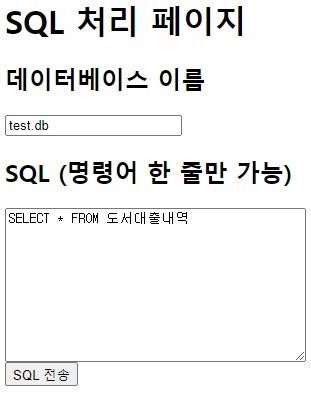 SQL 처리 페이지
데이터베이스 이름
test.db
SQL (명령어 한 줄만 가능)
SELECT * FROM 도서대출내역
SQL 전송